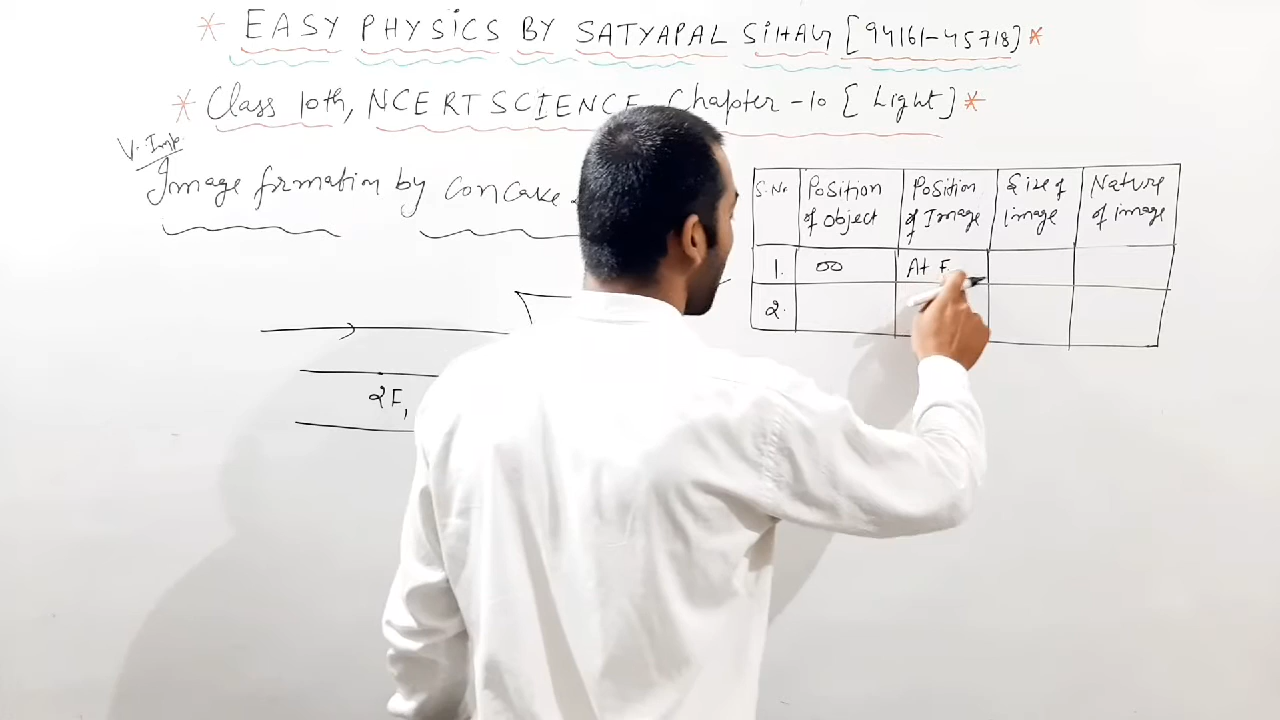 * EASY PHYSICS BY SATYAPAL SIHAG [94161-45718] *
* Class 10th, NCERT SCIENCE Chapter -10 [ Light ] *
V. Imp.
Image formation by Concave
S.No Position of Object Position of Image Size of image Nature of image
1. ∞ At F
2.
2F1